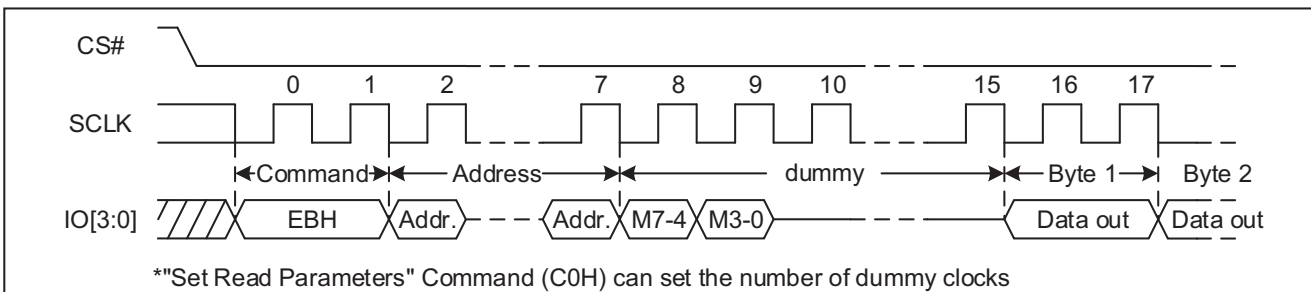 CS#
0 1 2 7 8 9 10 15 16 17
SCLK
Command Address dummy Byte 1 Byte 2
IO[3:0] EBH Addr. Addr. M7-4 M3-0 Data out Data out
*"Set Read Parameters" Command (C0H) can set the number of dummy clocks